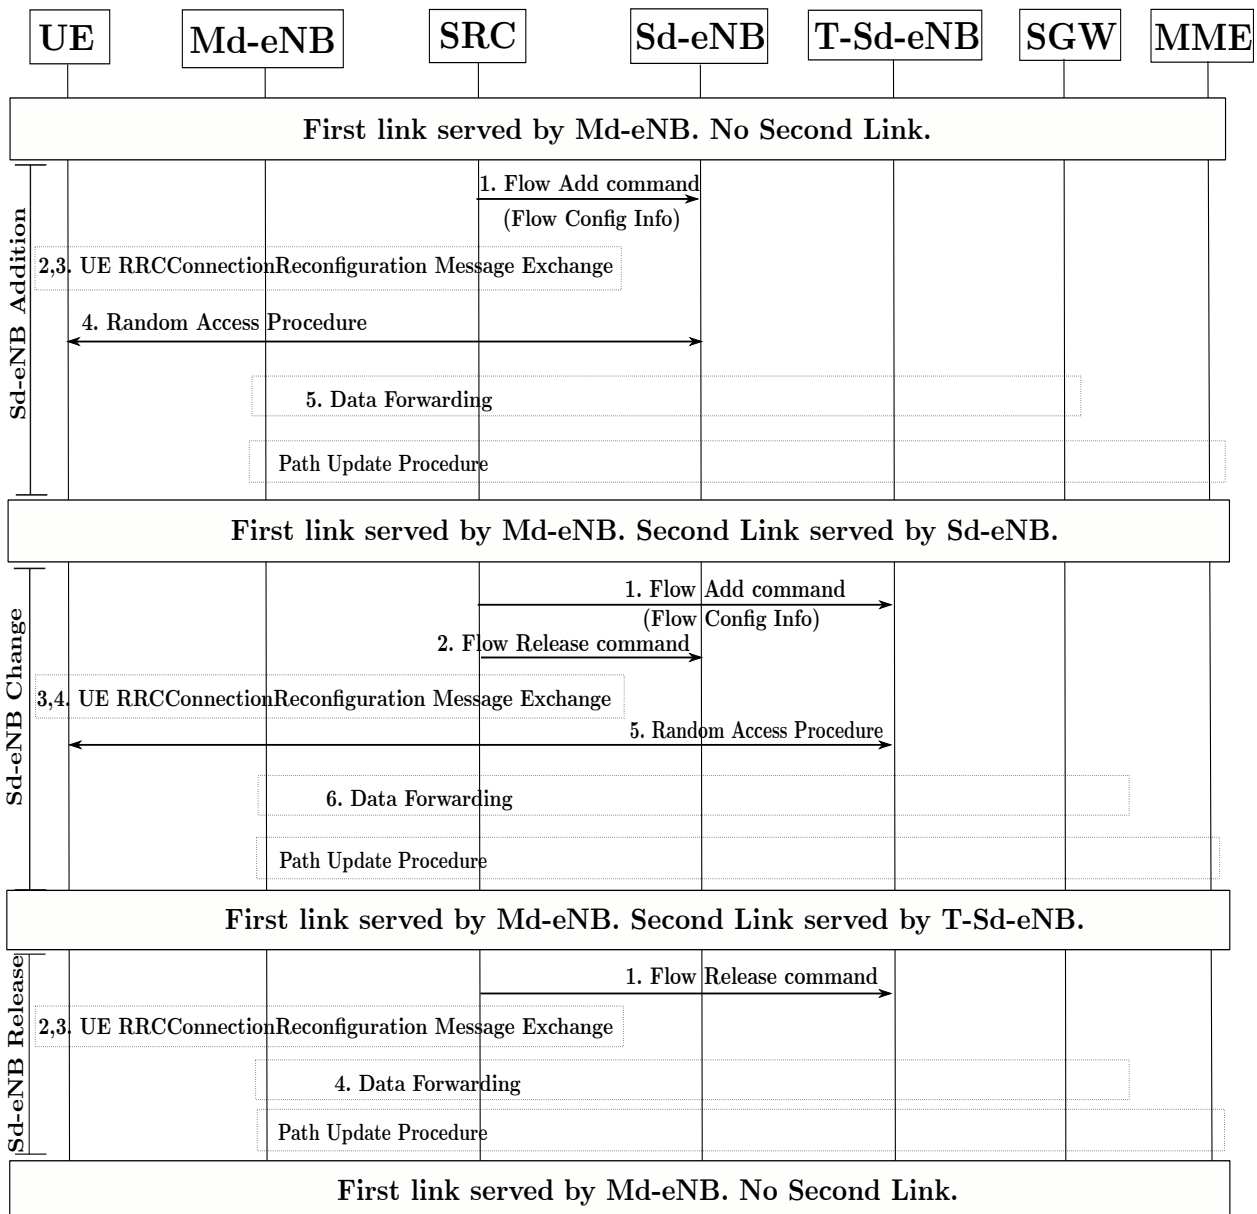 UE Md-eNB SRC Sd-eNB T-Sd-eNB SGW MME
First link served by Md-eNB. No Second Link.
Sd-eNB Addition
1. Flow Add command
(Flow Config Info)
2,3. UE RRCConnectionReconfiguration Message Exchange
4. Random Access Procedure
5. Data Forwarding
Path Update Procedure
First link served by Md-eNB. Second Link served by Sd-eNB.
Sd-eNB Change
1. Flow Add command
(Flow Config Info)
2. Flow Release command
3,4. UE RRCConnectionReconfiguration Message Exchange
5. Random Access Procedure
6. Data Forwarding
Path Update Procedure
First link served by Md-eNB. Second Link served by T-Sd-eNB.
Sd-eNB Release
1. Flow Release command
2,3. UE RRCConnectionReconfiguration Message Exchange
4. Data Forwarding
Path Update Procedure
First link served by Md-eNB. No Second Link.